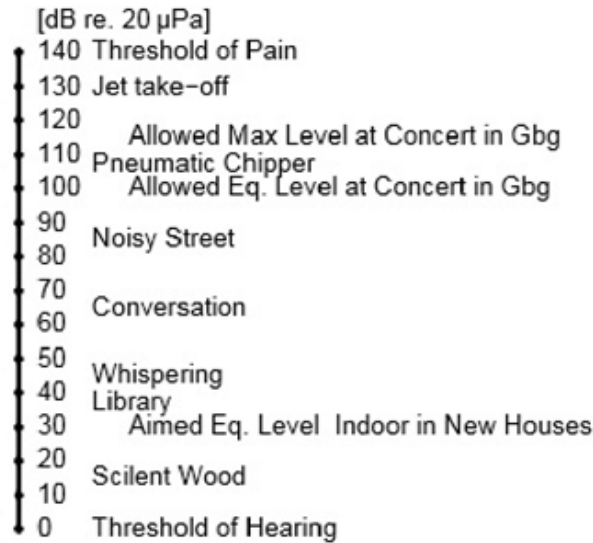 [dB re. 20 µPa]
140 Threshold of Pain
130 Jet take−off
120
Allowed Max Level at Concert in Gbg
110
Pneumatic Chipper
100 Allowed Eq. Level at Concert in Gbg
90
Noisy Street
80
70
Conversation
60
50
Whispering
40
Library
30 Aimed Eq. Level Indoor in New Houses
20
Scilent Wood
10
0 Threshold of Hearing